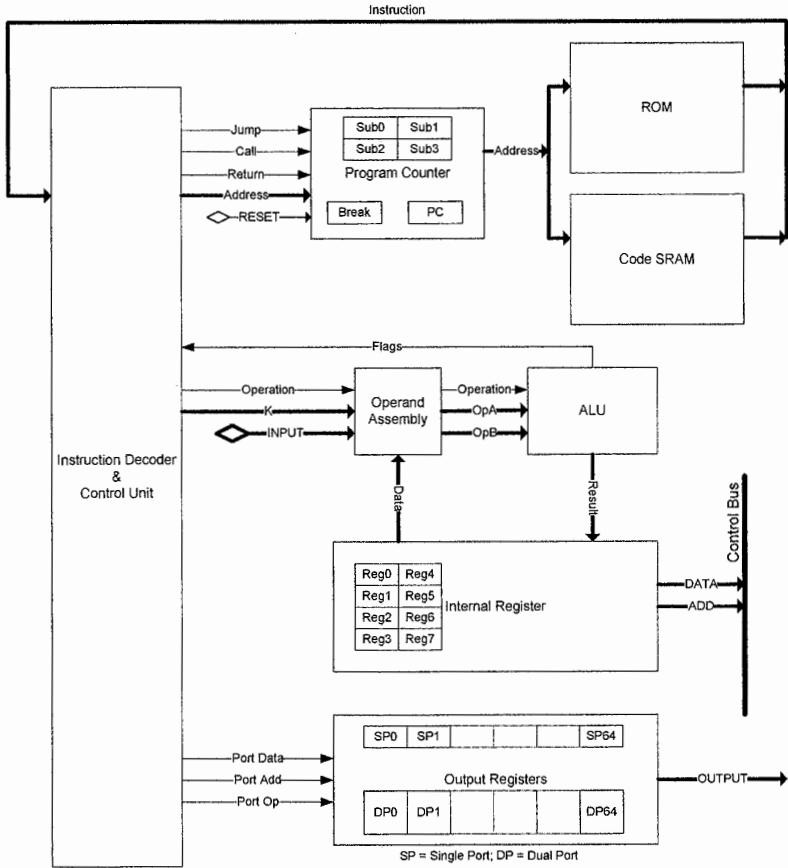 Instruction
ROM
Code SRAM
Jump
Call
Return
Address
RESET
Sub0 Sub1
Sub2 Sub3
Program Counter
Break PC
Address
Flags
Operation
K
INPUT
Operand
Assembly
Operation
OpA
OpB
ALU
Instruction Decoder
&
Control Unit
Data
Result
Control Bus
Reg0 Reg4
Reg1 Reg5
Reg2 Reg6
Reg3 Reg7
Internal Register
DATA
ADD
Port Data
Port Add
Port Op
SP0 SP1 SP64
Output Registers
DP0 DP1 DP64
OUTPUT
SP = Single Port; DP = Dual Port